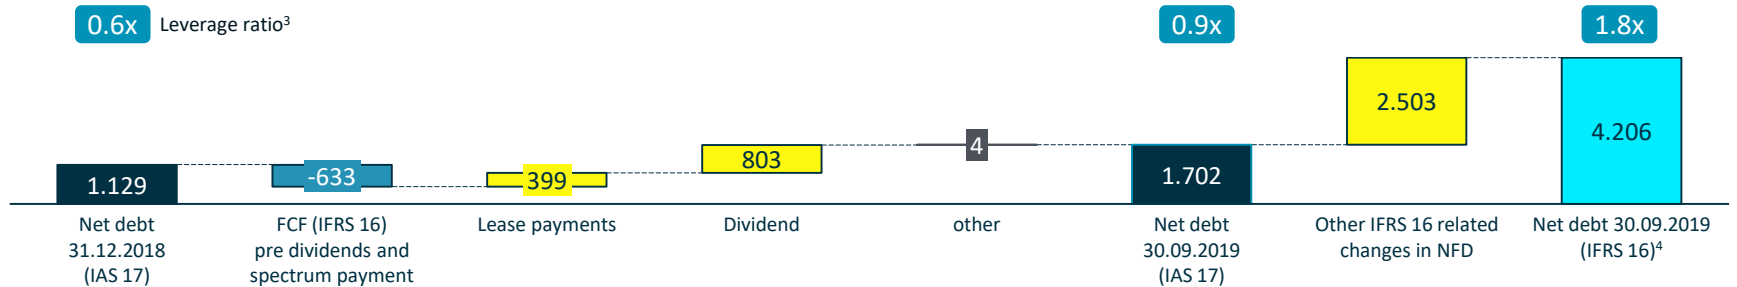 0.6x Leverage ratio³ 0.9x 1.8x
2.503
4.206
4
803
1.129 -633 399 1.702
Net debt
31.12.2018
(IAS 17)
FCF (IFRS 16)
pre dividends and
spectrum payment
Lease payments
Dividend
other
Net debt
30.09.2019
(IAS 17)
Other IFRS 16 related
changes in NFD
Net debt 30.09.2019
(IFRS 16)⁴